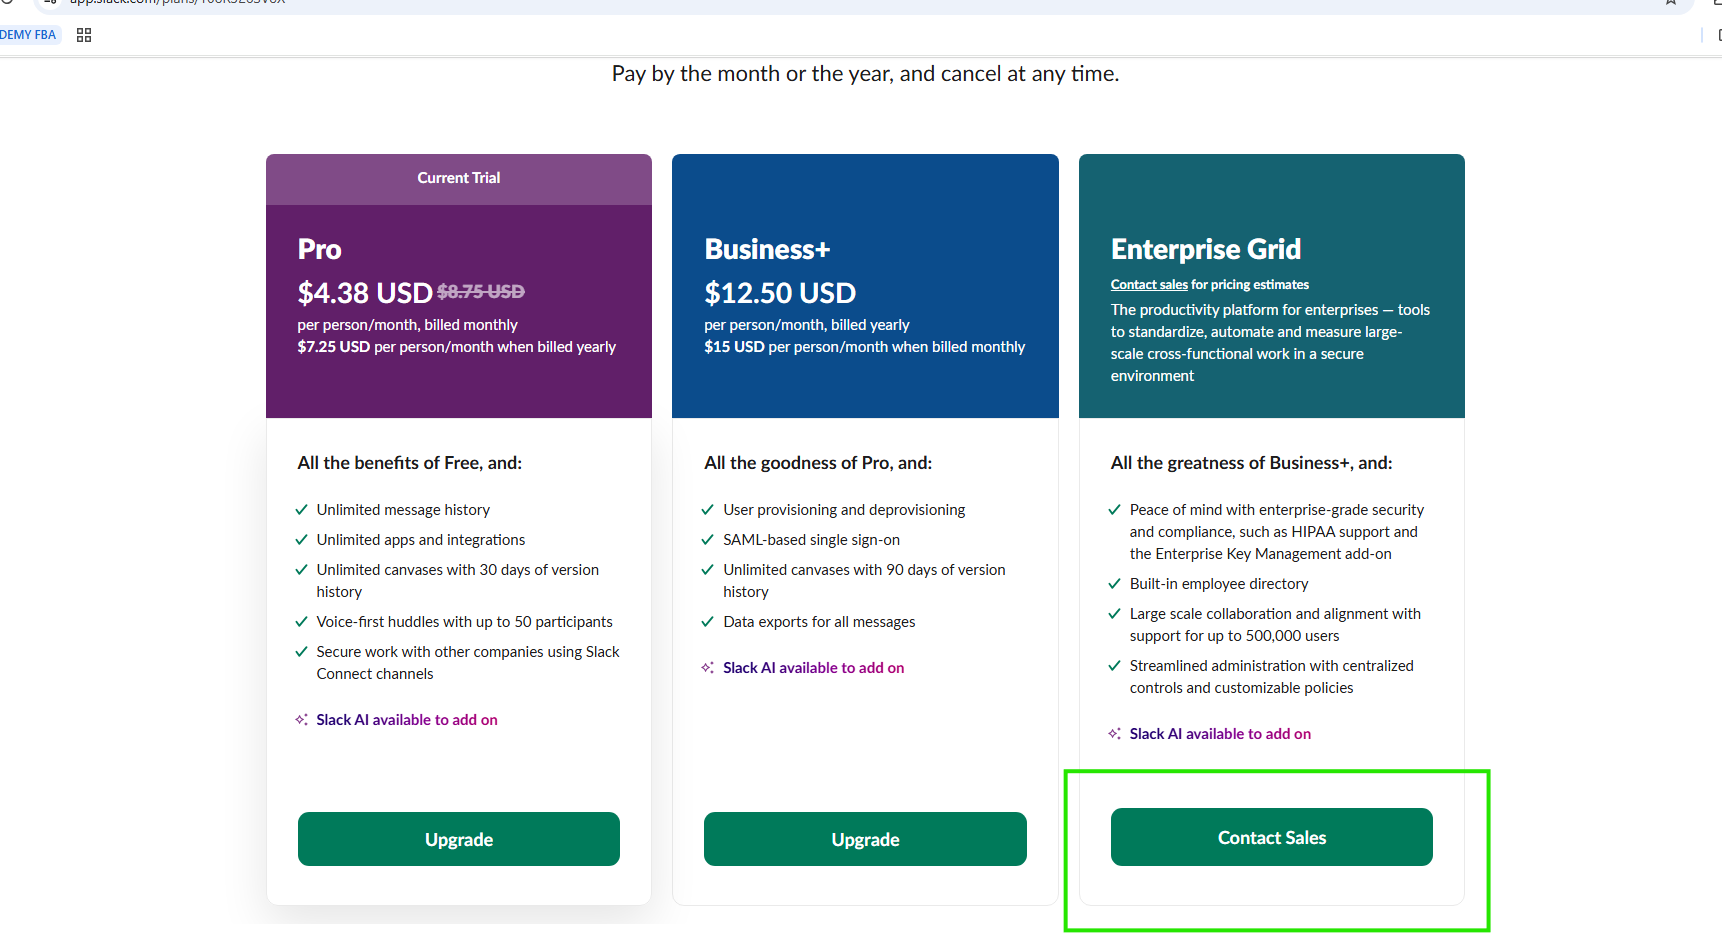 DEMY FBA
Pay by the month or the year, and cancel at any time.
Current Trial
Pro
$4.38 USD $8.75 USD
per person/month, billed monthly
$7.25 USD per person/month when billed yearly
All the benefits of Free, and:
Unlimited message history
Unlimited apps and integrations
Unlimited canvases with 30 days of version
history
Voice-first huddles with up to 50 participants
Secure work with other companies using Slack
Connect channels
Slack AI available to add on
Upgrade
Business+
$12.50 USD
per person/month, billed yearly
$15 USD per person/month when billed monthly
All the goodness of Pro, and:
User provisioning and deprovisioning
SAML-based single sign-on
Unlimited canvases with 90 days of version
history
Data exports for all messages
Slack AI available to add on
Upgrade
Enterprise Grid
Contact sales for pricing estimates
The productivity platform for enterprises — tools
to standardize, automate and measure large-
scale cross-functional work in a secure
environment
All the greatness of Business+, and:
Peace of mind with enterprise-grade security
and compliance, such as HIPAA support and
the Enterprise Key Management add-on
Built-in employee directory
Large scale collaboration and alignment with
support for up to 500,000 users
Streamlined administration with centralized
controls and customizable policies
Slack AI available to add on
Contact Sales